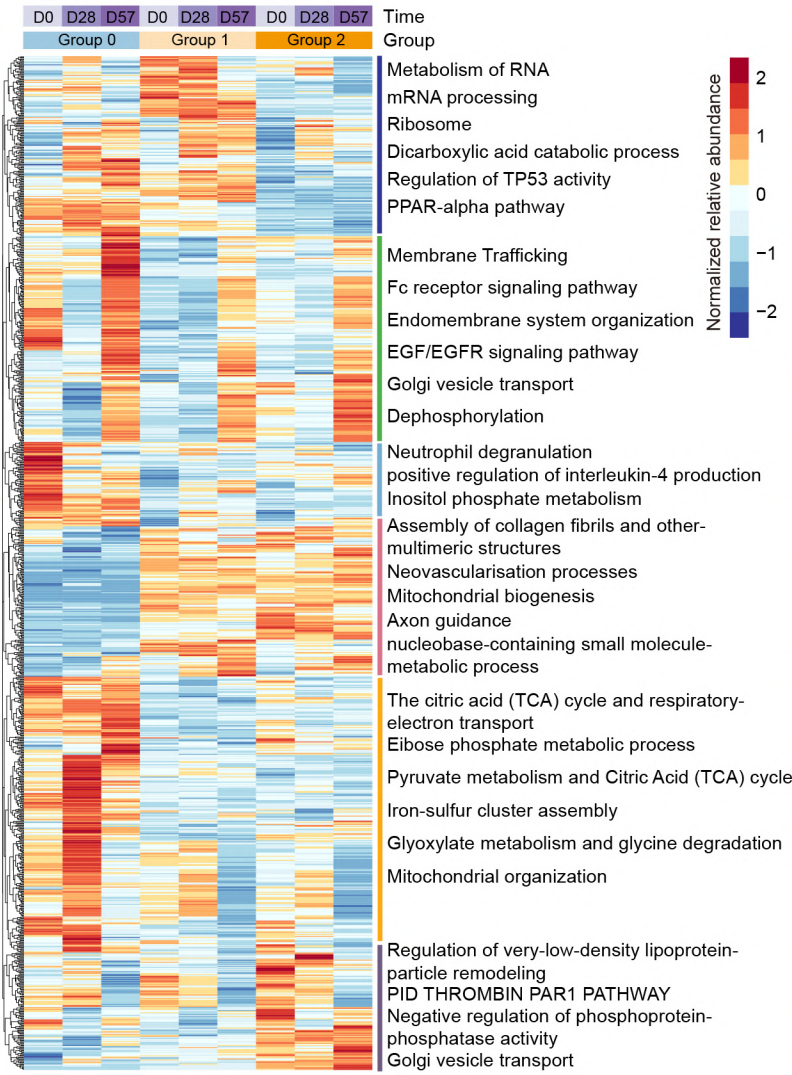 D0 D28 D57 D0 D28 D57 D0 D28 D57 Time
Group 0 Group 1 Group 2 Group
Metabolism of RNA
mRNA processing
Ribosome
Dicarboxylic acid catabolic process
Regulation of TP53 activity
PPAR-alpha pathway
Membrane Trafficking
Fc receptor signaling pathway
Endomembrane system organization
EGF/EGFR signaling pathway
Golgi vesicle transport
Dephosphorylation
Neutrophil degranulation
positive regulation of interleukin-4 production
Inositol phosphate metabolism
Assembly of collagen fibrils and other-
multimeric structures
Neovascularisation processes
Mitochondrial biogenesis
Axon guidance
nucleobase-containing small molecule-
metabolic process
The citric acid (TCA) cycle and respiratory-
electron transport
Eibose phosphate metabolic process
Pyruvate metabolism and Citric Acid (TCA) cycle
Iron-sulfur cluster assembly
Glyoxylate metabolism and glycine degradation
Mitochondrial organization
Regulation of very-low-density lipoprotein-
particle remodeling
PID THROMBIN PAR1 PATHWAY
Negative regulation of phosphoprotein-
phosphatase activity
Golgi vesicle transport
Normalized relative abundance
2
1
0
−1
−2